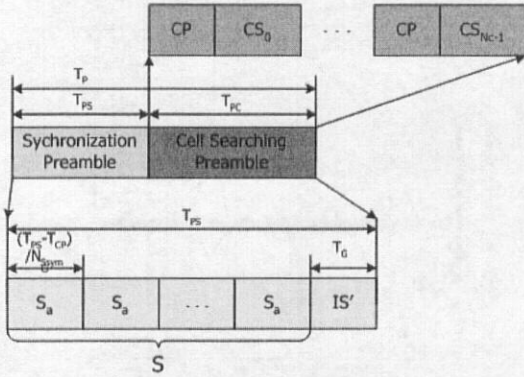 CP CS0 . . . CP CSNc-1
TP
TPS TPC
Sychronization Preamble
Cell Searching Preamble
TPS
(TPS-TCP)
/NSsym
TG
Sa Sa . . . Sa IS'
S